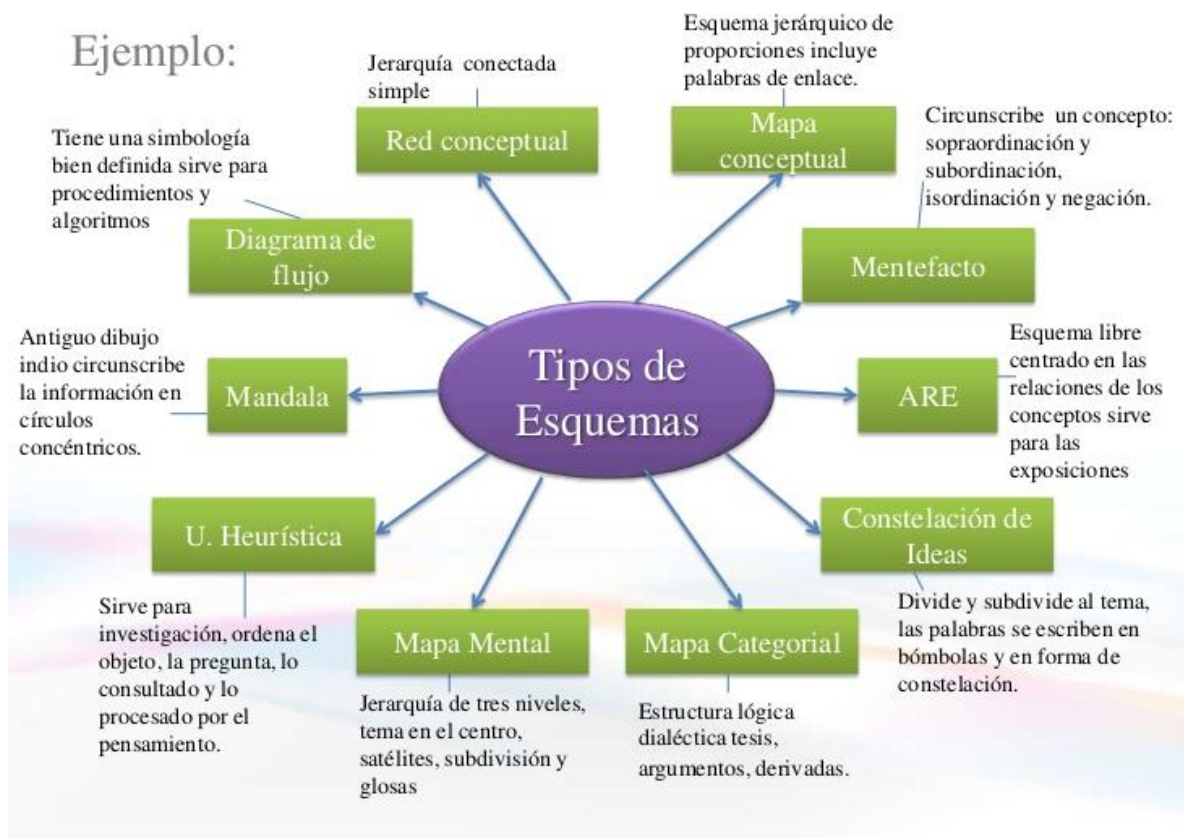 Ejemplo:
Jerarquía conectada
simple
Red conceptual
Esquema jerárquico de
proporciones incluye
palabras de enlace.
Mapa
conceptual
Tiene una simbología
bien definida sirve para
procedimientos y
algoritmos
Diagrama de
flujo
Circunscribe un concepto:
sopraordinación y
subordinación,
isordinación y negación.
Mentefacto
Tipos de
Esquemas
Antiguo dibujo
indio circunscribe
la información en
círculos
concéntricos.
Mandala
ARE
Esquema libre
centrado en las
relaciones de los
conceptos sirve
para las
exposiciones
U. Heurística
Sirve para
investigación, ordena el
objeto, la pregunta, lo
consultado y lo
procesado por el
pensamiento.
Mapa Mental
Jerarquía de tres niveles,
tema en el centro,
satélites, subdivisión y
glosas
Mapa Categorial
Estructura lógica
dialéctica tesis,
argumentos, derivadas.
Constelación de
Ideas
Divide y subdivide al tema,
las palabras se escriben en
bómbolas y en forma de
constelación.